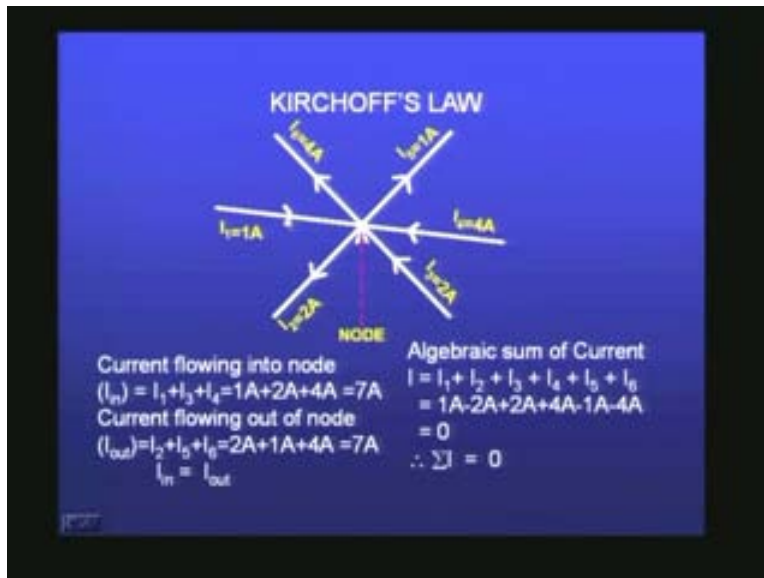 KIRCHOFF'S LAW
I₆=4A
I₅=1A
I₁=1A
I₄=4A
I₂=2A
I₃=2A
NODE
Current flowing into node
(Iᵢₙ) = I₁+I₃+I₄=1A+2A+4A =7A
Current flowing out of node
(Iₒᵤₜ)=I₂+I₅+I₆=2A+1A+4A =7A
Iᵢₙ = Iₒᵤₜ
Algebraic sum of Current
I = I₁+ I₂ + I₃ + I₄ + I₅ + I₆
= 1A-2A+2A+4A-1A-4A
= 0
∴ ΣI = 0